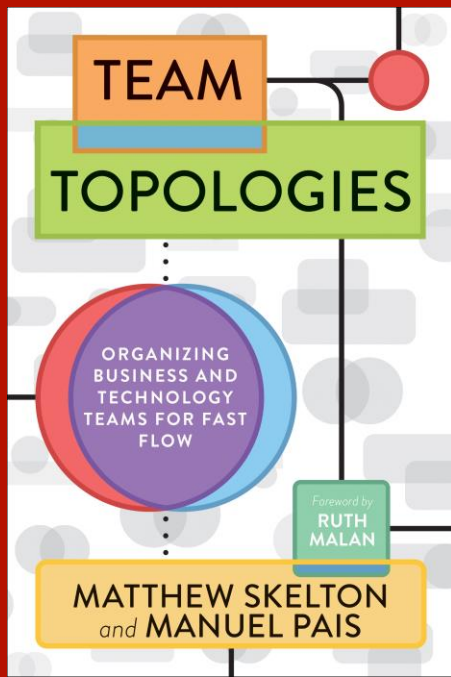 TEAM
TOPOLOGIES
ORGANIZING
BUSINESS AND
TECHNOLOGY
TEAMS FOR FAST
FLOW
Foreword by
RUTH
MALAN
MATTHEW SKELTON
and MANUEL PAIS